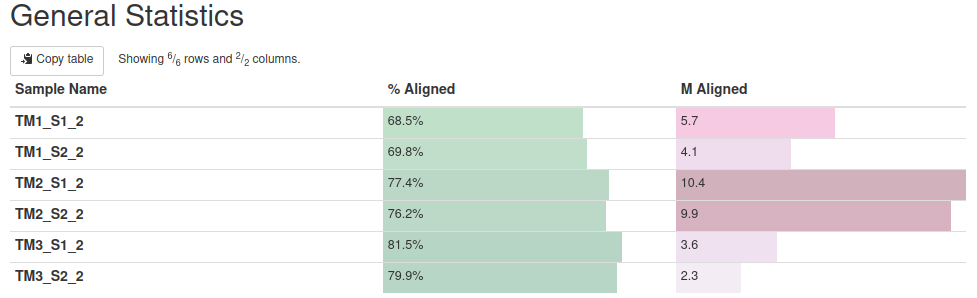 General Statistics
Copy table Showing 6/6 rows and 2/2 columns.
Sample Name % Aligned M Aligned
TM1_S1_2 68.5% 5.7
TM1_S2_2 69.8% 4.1
TM2_S1_2 77.4% 10.4
TM2_S2_2 76.2% 9.9
TM3_S1_2 81.5% 3.6
TM3_S2_2 79.9% 2.3